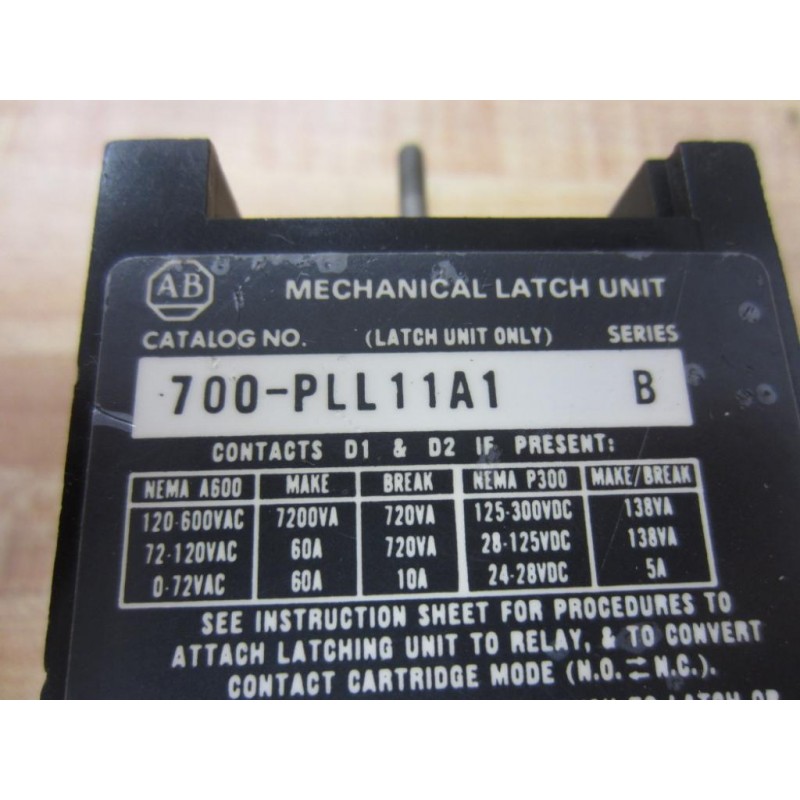 AB MECHANICAL LATCH UNIT
CATALOG NO. (LATCH UNIT ONLY) SERIES
700-PLL11A1 B
CONTACTS D1 & D2 IF PRESENT:
NEMA A600 MAKE BREAK NEMA P300 MAKE/BREAK
120-600VAC 7200VA 720VA 125-300VDC 138VA
72-120VAC 60A 720VA 28-125VDC 138VA
0-72VAC 60A 10A 24-28VDC 5A
SEE INSTRUCTION SHEET FOR PROCEDURES TO
ATTACH LATCHING UNIT TO RELAY, & TO CONVERT
CONTACT CARTRIDGE MODE (N.O. ⇄ N.C.).
TO LATCH OR